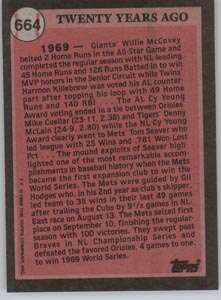 664
TWENTY YEARS AGO
1969 — Giants' Willie McCovey
belted 2 Home Runs in the All-Star Game and
completed the regular season with NL leading
45 Home Runs and 126 Runs Batted In to win
MVP honors in the Senior Circuit while Twins'
Harmon Killebrew was voted his AL
counterpart after topping his loop with 49 Home
Runs and 140 RBI . . . The AL Cy Young
Award voting ended in a tie between Orioles'
Mike Cuellar (23-11, 2.38) and Tigers' Denny
McLain (24-9, 2.80) while the NL Cy Young
Award clearly went to Mets' Tom Seaver who
paced with 25 Wins and .781 Won-Lost
Pct . . . The round exploits of Seaver high-
lighted one of the most remarkable accom-
plishments in baseball history when the Mets
became the first expansion club to win the
World Series. The Mets were guided by Gil
Hodges who, in his 2nd year as club's skipper,
led team to 38 wins in their last 49 games
after trailing the Cubs by 9½ games in NL
East race on August 13. The Mets seized first
spot on September 10, finishing the regular
season with 100 victories. They swept past
Braves in NL Championship Series and
defeated the favored Orioles, 4 games to one,
to win 1969 World Series.
TOPPS